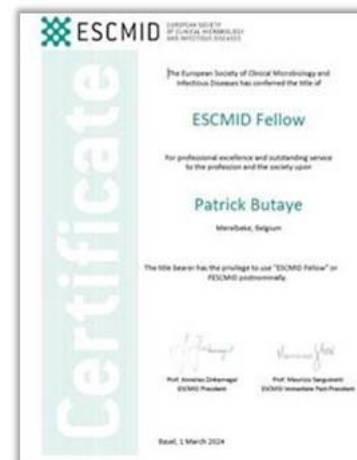 ESCMID
EUROPEAN SOCIETY
OF CLINICAL MICROBIOLOGY
AND INFECTIOUS DISEASES
Certificate
The European Society of Clinical Microbiology and
Infectious Diseases has conferred the title of
ESCMID Fellow
For professional excellence and outstanding service
to the profession and the society upon
Patrick Butaye
Merelbeke, Belgium
The title bearer has the privilege to use "ESCMID Fellow" or
FESCMID postnominally.
Prof. Annelies Zinkernagel
ESCMID President
Prof. Maurizio Sanguinetti
ESCMID Immediate Past-President
Basel, 1 March 2024